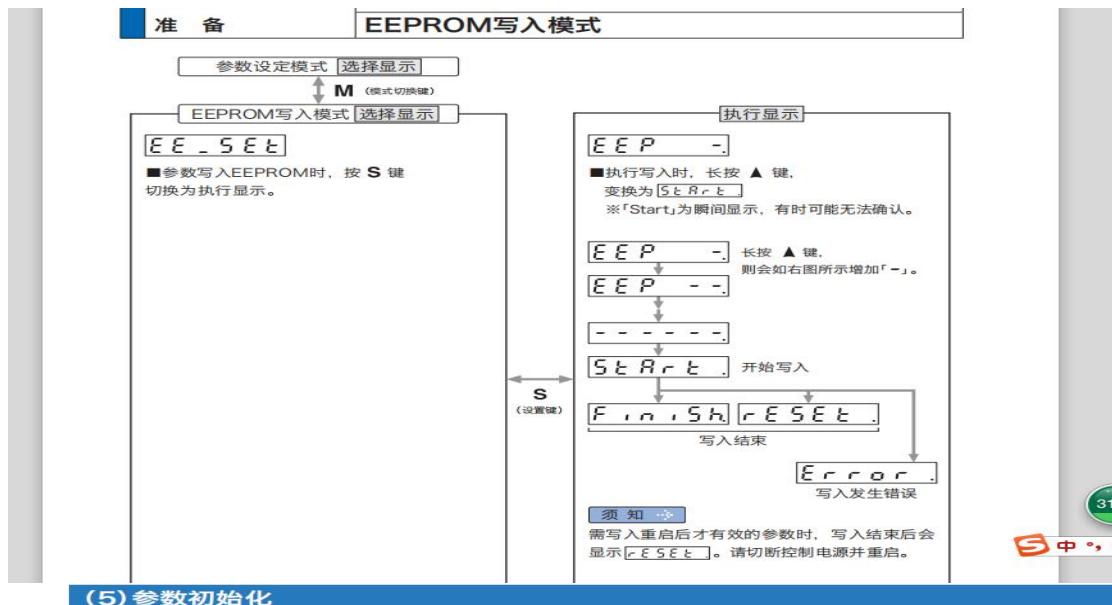 准 备
EEPROM写入模式
参数设定模式 选择显示
M (模式切换键)
EEPROM写入模式 选择显示
执行显示
EE_SEt
■参数写入EEPROM时，按 S 键
切换为执行显示。
EEP -.
■执行写入时，长按 ▲ 键，
变换为 StArt .
※「Start」为瞬间显示，有时可能无法确认。
EEP -.
长按 ▲ 键，
则会如右图所示增加「-」。
EEP --.
------.
StArt .
开始写入
S
(设置键)
FiniSh.
rESEt .
写入结束
Error .
写入发生错误
须 知
需写入重启后才有效的参数时，写入结束后会
显示 rESEt . 。请切断控制电源并重启。
31
中 °,
(5)参数初始化